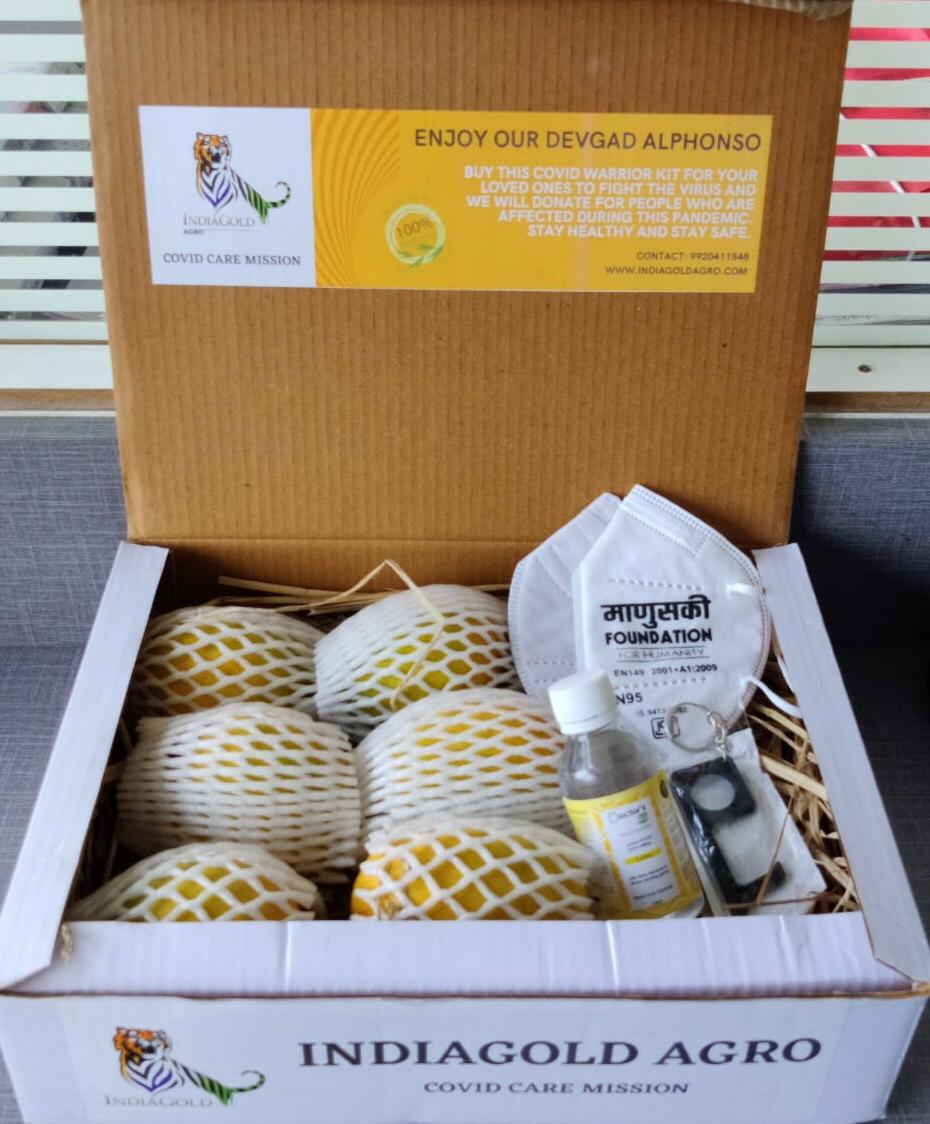 ENJOY OUR DEVGAD ALPHONSO
BUY THIS COVID WARRIOR KIT FOR YOUR
LOVED ONES TO FIGHT THE VIRUS AND
WE WILL DONATE FOR PEOPLE WHO ARE
AFFECTED DURING THIS PANDEMIC.
STAY HEALTHY AND STAY SAFE.
CONTACT: 9920411548
WWW.INDIAGOLDAGRO.COM
INDIAGOLD
AGRO
COVID CARE MISSION
100%
माणुसकी
FOUNDATION
FOR HUMANITY
EN149 2001+A1:2009
N95
Doctor's
INDIAGOLD
INDIAGOLD AGRO
COVID CARE MISSION